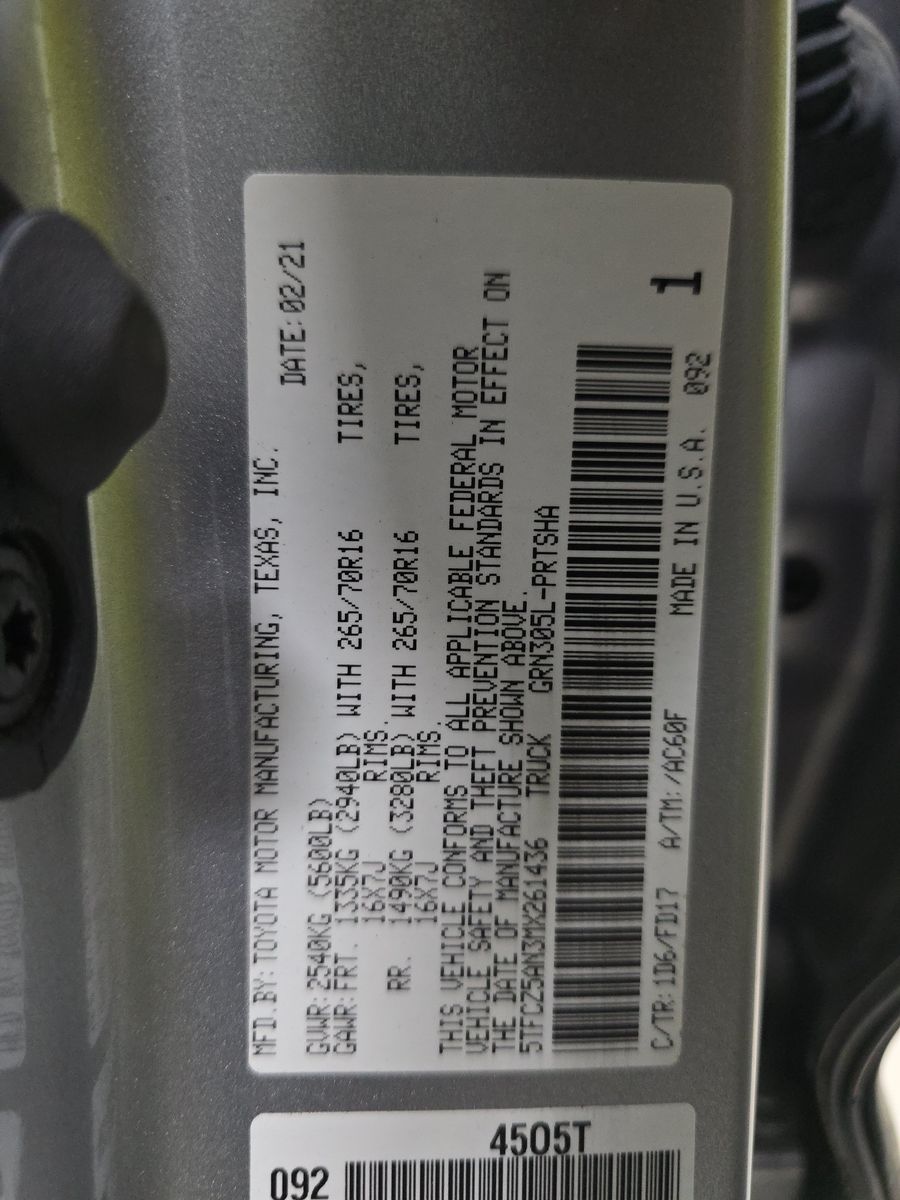 MFD.BY:TOYOTA MOTOR MANUFACTURING, TEXAS, INC.
DATE:02/21
GVWR:2540KG (5600LB)
GAWR:FRT. 1335KG (2940LB) WITH 265/70R16 TIRES,
16X7J RIMS.
RR. 1490KG (3280LB) WITH 265/70R16 TIRES,
16X7J RIMS.
THIS VEHICLE CONFORMS TO ALL APPLICABLE FEDERAL MOTOR
VEHICLE SAFETY AND THEFT PREVENTION STANDARDS IN EFFECT ON
THE DATE OF MANUFACTURE SHOWN ABOVE.
5TFCZ5AN3MX261436 TRUCK GRN305L-PRTSHA
1
C/TR:1D6/FD17 A/TM:/AC60F MADE IN U.S.A. 092
4505T
092